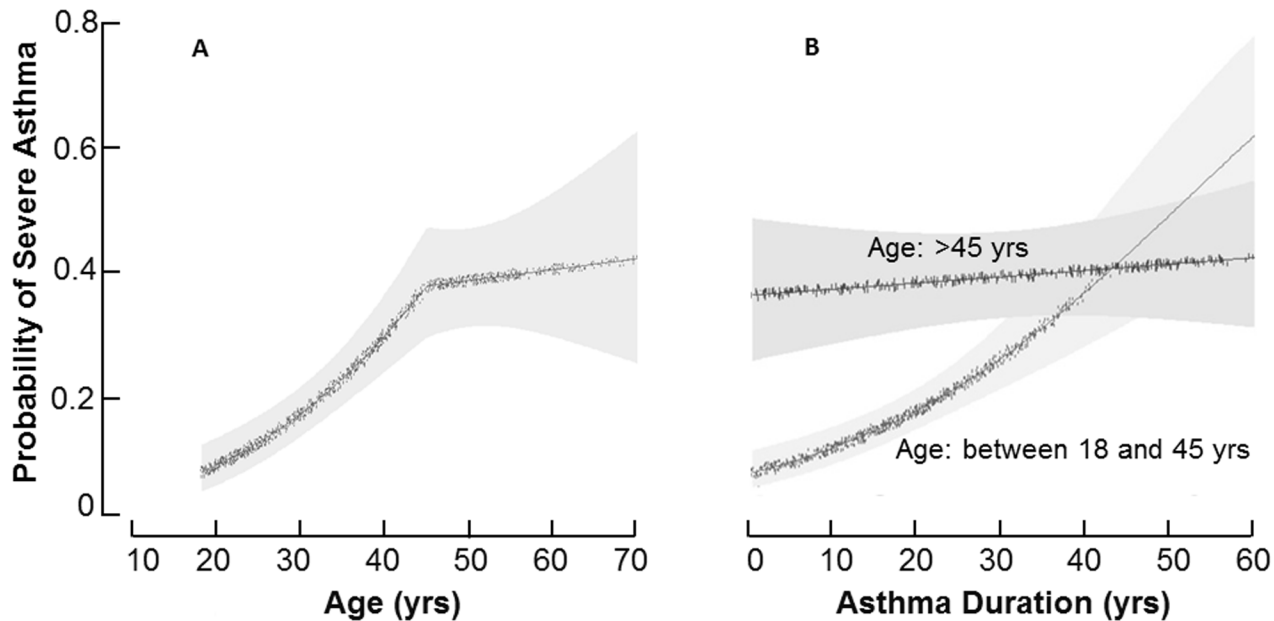 Probability of Severe Asthma
0.8
0.6
0.4
0.2
0
A
10 20 30 40 50 60 70
Age (yrs)
B
Age: >45 yrs
Age: between 18 and 45 yrs
0 10 20 30 40 50 60
Asthma Duration (yrs)